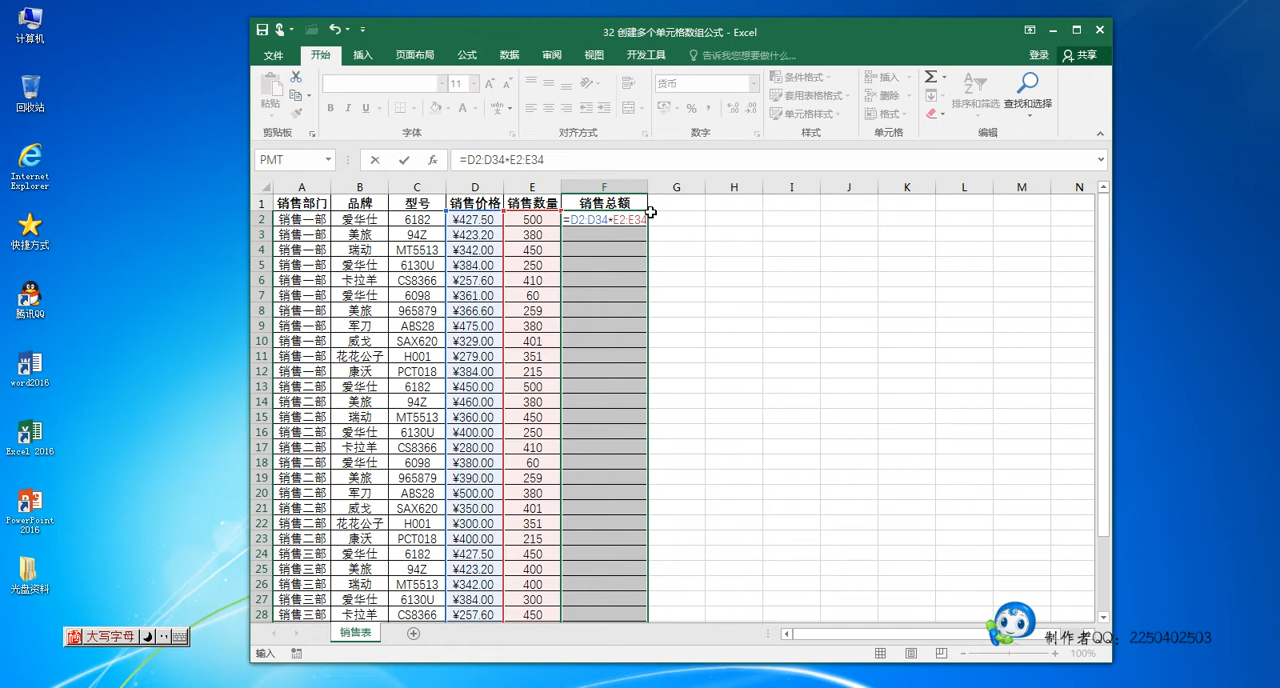 计算机
回收站
Internet
Explorer
快捷方式
腾讯QQ
word2016
Excel 2016
PowerPoint
2016
光盘资料
大写字母
32 创建多个单元格数组公式 - Excel
文件 开始 插入 页面布局 公式 数据 审阅 视图 开发工具 告诉我您想要做什么... 登录 共享
粘贴
剪贴板
11
B I U
wén
字体
对齐方式
货币
%
数字
条件格式
套用表格格式
单元格样式
样式
插入
删除
格式
单元格
排序和筛选 查找和选择
编辑
PMT fx =D2:D34*E2:E34
A B C D E F G H I J K L M N
1 销售部门 品牌 型号 销售价格 销售数量 销售总额
2 销售一部 爱华仕 6182 ¥427.50 500 =D2:D34*E2:E34
3 销售一部 美旅 94Z ¥423.20 380
4 销售一部 瑞动 MT5513 ¥342.00 450
5 销售一部 爱华仕 6130U ¥384.00 250
6 销售一部 卡拉羊 CS8366 ¥257.60 410
7 销售一部 爱华仕 6098 ¥361.00 60
8 销售一部 美旅 965879 ¥366.60 259
9 销售一部 军刀 ABS28 ¥475.00 380
10 销售一部 威戈 SAX620 ¥329.00 401
11 销售一部 花花公子 H001 ¥279.00 351
12 销售一部 康沃 PCT018 ¥384.00 215
13 销售二部 爱华仕 6182 ¥450.00 500
14 销售二部 美旅 94Z ¥460.00 380
15 销售二部 瑞动 MT5513 ¥360.00 450
16 销售二部 爱华仕 6130U ¥400.00 250
17 销售二部 卡拉羊 CS8366 ¥280.00 410
18 销售二部 爱华仕 6098 ¥380.00 60
19 销售二部 美旅 965879 ¥390.00 259
20 销售二部 军刀 ABS28 ¥500.00 380
21 销售二部 威戈 SAX620 ¥350.00 401
22 销售二部 花花公子 H001 ¥300.00 351
23 销售二部 康沃 PCT018 ¥400.00 215
24 销售三部 爱华仕 6182 ¥427.50 450
25 销售三部 美旅 94Z ¥423.20 400
26 销售三部 瑞动 MT5513 ¥342.00 400
27 销售三部 爱华仕 6130U ¥384.00 300
28 销售三部 卡拉羊 CS8366 ¥257.60 450
销售表
制作者QQ：2250402503
输入 100%